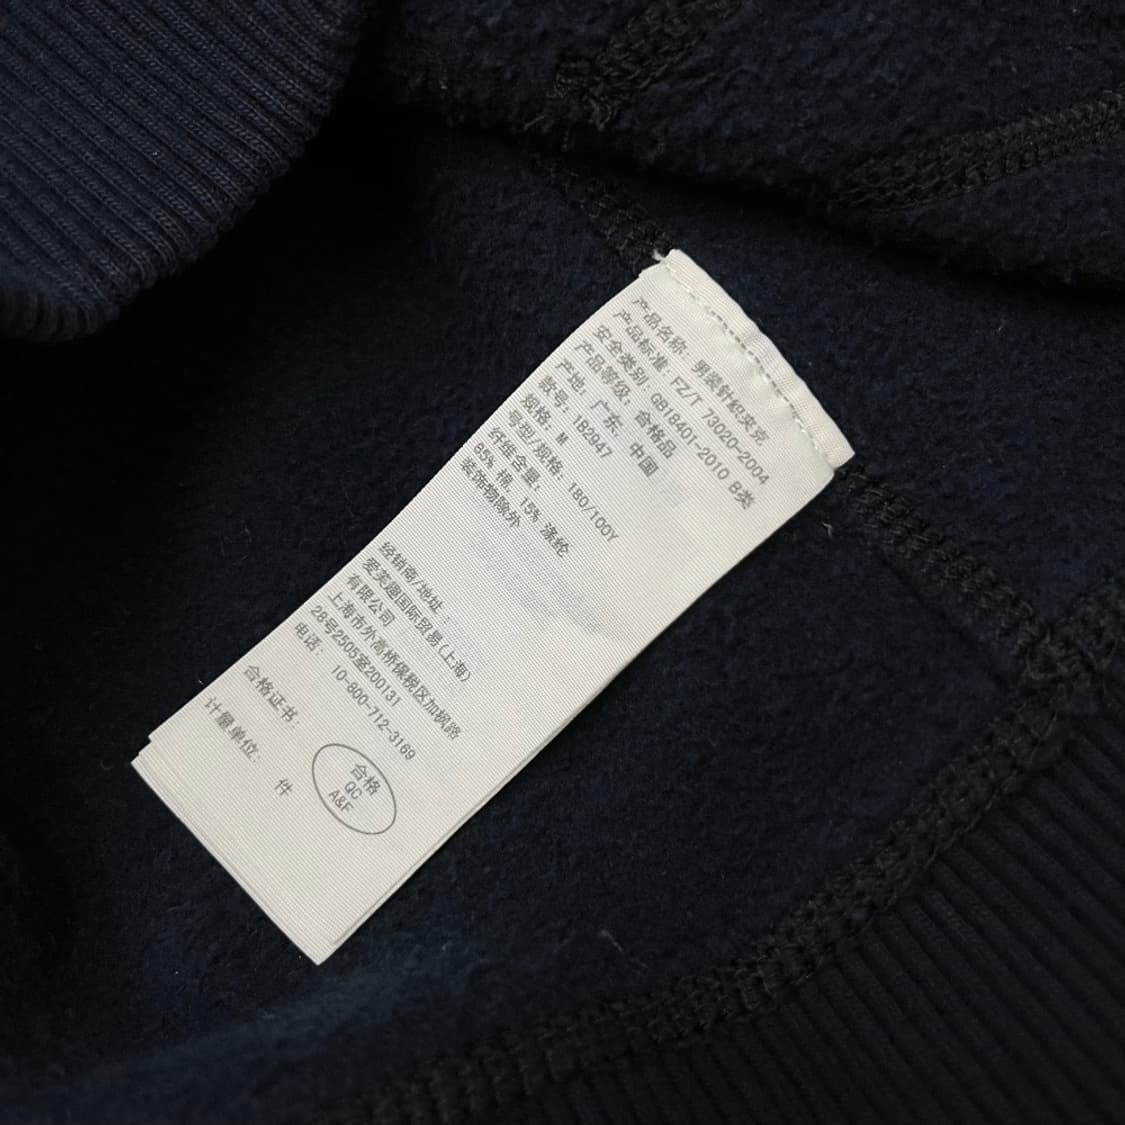 产品名称: 男装针织夹克
产品标准: FZ/T 73020-2004
安全类别: GB18401-2010 B类
产品等级: 合格品
产地: 广东, 中国
款号: 1B2947
规格: M
号型/规格: 180/100Y
纤维含量:
85% 棉, 15% 涤纶
装饰物除外
经销商/地址:
爱芙趣国际贸易(上海)
有限公司
上海市外高桥保税区加枫路
28号2505室200131
电话: 10-800-712-3169
合格证书:
合格
QC
A&F
计量单位: 件